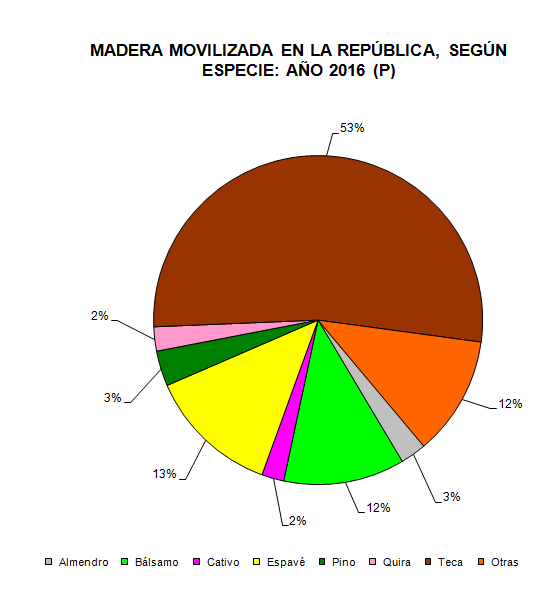 MADERA MOVILIZADA EN LA REPÚBLICA, SEGÚN
ESPECIE: AÑO 2016 (P)
53%
2%
3%
12%
13%
3%
12%
2%
Almendro Bálsamo Cativo Espavé Pino Quira Teca Otras